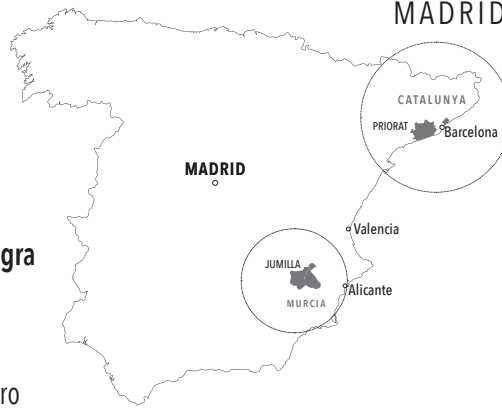 MADRID
CATALUNYA
PRIORAT
Barcelona
MADRID
Valencia
gra
JUMILLA
Alicante
MURCIA
ro